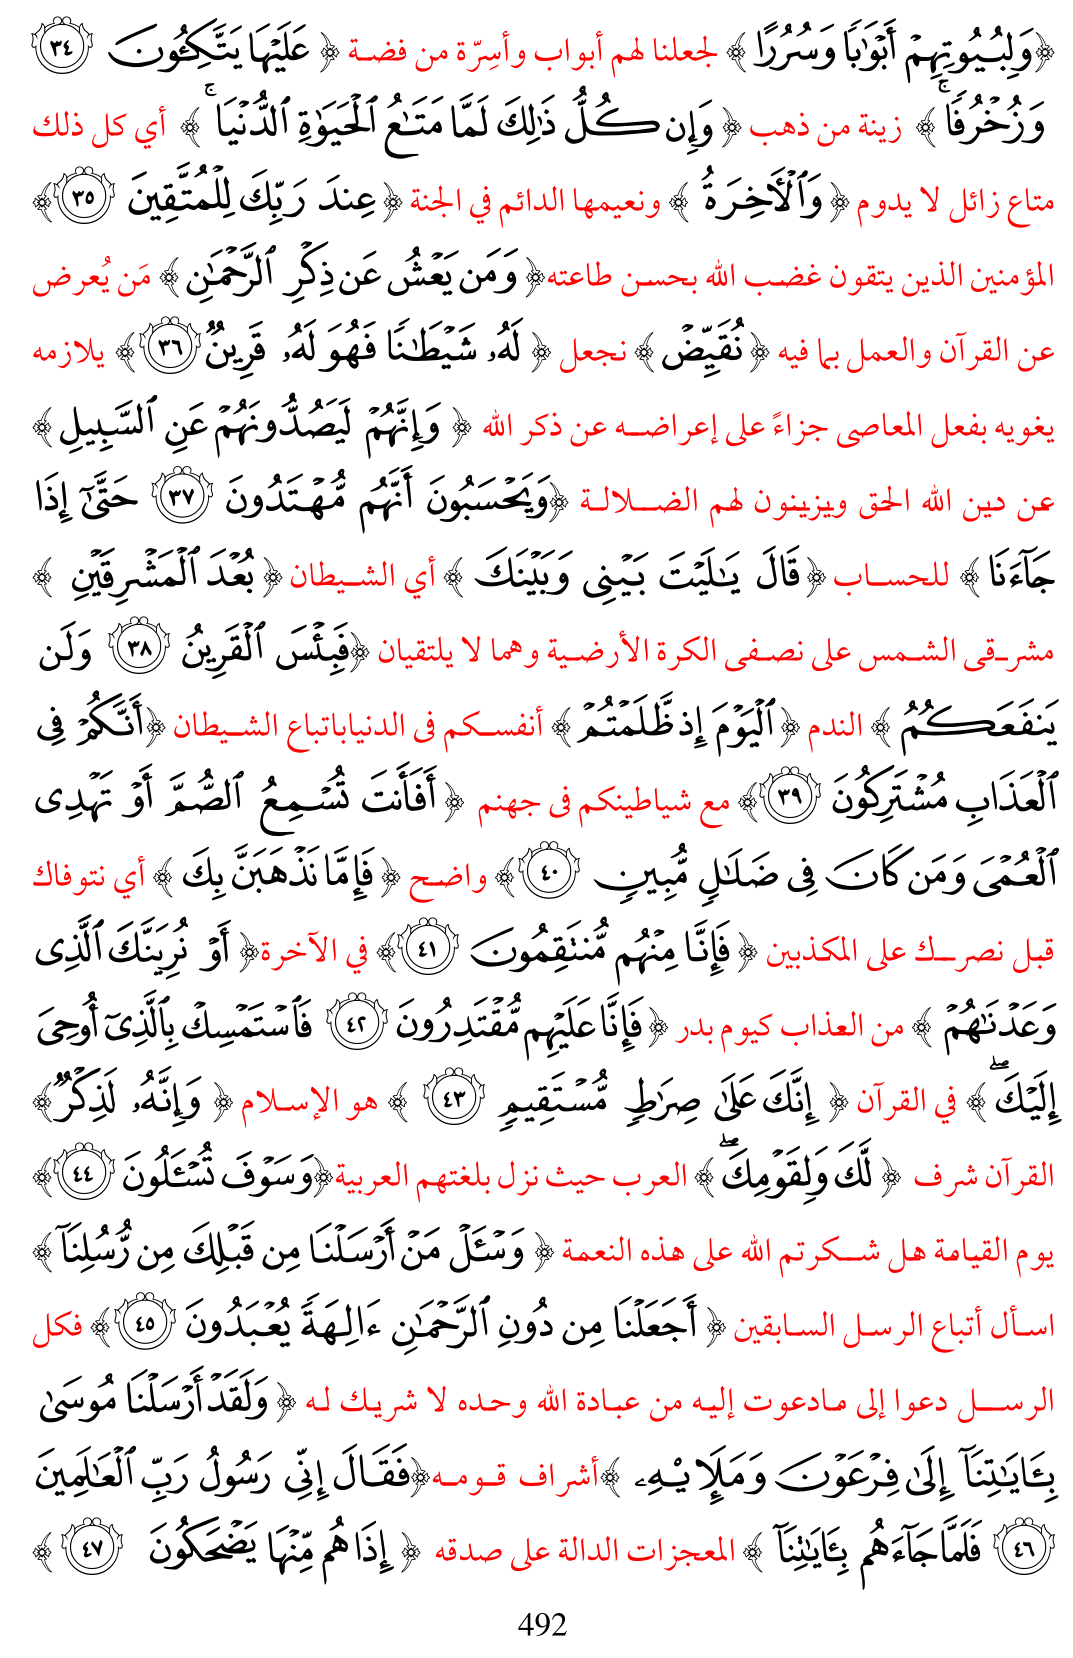 ﴿وَلِبُيُوتِهِمْ أَبْوَٰبًا وَسُرُرًا﴾ لجعلنا لهم أبواب وأسِرّة من فضة ﴿ عَلَيْهَا يَتَّكِـُٔونَ ٣٤
وَزُخْرُفًا ۚ﴾ زينة من ذهب ﴿ وَإِن كُلُّ ذَٰلِكَ لَمَّا مَتَـٰعُ ٱلْحَيَوٰةِ ٱلدُّنْيَا ۚ ﴾ أي كل ذلك
متاع زائل لا يدوم ﴿ وَٱلْـَٔاخِرَةُ ﴾ ونعيمها الدائم في الجنة ﴿ عِندَ رَبِّكَ لِلْمُتَّقِينَ ٣٥﴾
المؤمنين الذين يتقون غضب الله بحسن طاعته﴿ وَمَن يَعْشُ عَن ذِكْرِ ٱلرَّحْمَـٰنِ ﴾ مَن يُعرض
عن القرآن والعمل بما فيه ﴿ نُقَيِّضْ ﴾ نجعل ﴿ لَهُۥ شَيْطَـٰنًا فَهُوَ لَهُۥ قَرِينٌ ٣٦﴾ يلازمه
يغويه بفعل المعاصى جزاءً على إعراضه عن ذكر الله ﴿ وَإِنَّهُمْ لَيَصُدُّونَهُمْ عَنِ ٱلسَّبِيلِ ﴾
عن دين الله الحق ويزينون لهم الضلالة ﴿وَيَحْسَبُونَ أَنَّهُم مُّهْتَدُونَ ٣٧ حَتَّىٰٓ إِذَا
جَآءَنَا ﴾ للحساب ﴿ قَالَ يَـٰلَيْتَ بَيْنِى وَبَيْنَكَ ﴾ أي الشيطان ﴿ بُعْدَ ٱلْمَشْرِقَيْنِ ﴾
مشرقى الشمس على نصفى الكرة الأرضية وهما لا يلتقيان ﴿فَبِئْسَ ٱلْقَرِينُ ٣٨ وَلَن
يَنفَعَكُمُ ﴾ الندم ﴿ ٱلْيَوْمَ إِذ ظَّلَمْتُمْ ﴾ أنفسكم فى الدنياباتباع الشيطان ﴿أَنَّكُمْ فِى
ٱلْعَذَابِ مُشْتَرِكُونَ ٣٩﴾ مع شياطينكم فى جهنم ﴿ أَفَأَنتَ تُسْمِعُ ٱلصُّمَّ أَوْ تَهْدِى
ٱلْعُمْىَ وَمَن كَانَ فِى ضَلَـٰلٍ مُّبِينٍ ٤٠﴾ واضح ﴿ فَإِمَّا نَذْهَبَنَّ بِكَ ﴾ أي نتوفاك
قبل نصرك على المكذبين ﴿ فَإِنَّا مِنْهُم مُّنتَقِمُونَ ٤١﴾ في الآخرة﴿ أَوْ نُرِيَنَّكَ ٱلَّذِى
وَعَدْنَـٰهُمْ ﴾ من العذاب كيوم بدر ﴿ فَإِنَّا عَلَيْهِم مُّقْتَدِرُونَ ٤٢ فَٱسْتَمْسِكْ بِٱلَّذِىٓ أُوحِىَ
إِلَيْكَ ۖ﴾ في القرآن ﴿ إِنَّكَ عَلَىٰ صِرَٰطٍ مُّسْتَقِيمٍ ٤٣ ﴾ هو الإسلام ﴿ وَإِنَّهُۥ لَذِكْرٌ﴾
القرآن شرف ﴿ لَّكَ وَلِقَوْمِكَ ۖ﴾ العرب حيث نزل بلغتهم العربية﴿وَسَوْفَ تُسْـَٔلُونَ ٤٤﴾
يوم القيامة هل شكرتم الله على هذه النعمة ﴿ وَسْـَٔلْ مَنْ أَرْسَلْنَا مِن قَبْلِكَ مِن رُّسُلِنَآ ﴾
اسأل أتباع الرسل السابقين ﴿ أَجَعَلْنَا مِن دُونِ ٱلرَّحْمَـٰنِ ءَالِهَةً يُعْبَدُونَ ٤٥﴾ فكل
الرسل دعوا إلى مادعوت إليه من عبادة الله وحده لا شريك له ﴿ وَلَقَدْ أَرْسَلْنَا مُوسَىٰ
بِـَٔايَـٰتِنَآ إِلَىٰ فِرْعَوْنَ وَمَلَإِي۟هِۦ ﴾أشراف قومه﴿فَقَالَ إِنِّى رَسُولُ رَبِّ ٱلْعَـٰلَمِينَ
٤٦ فَلَمَّا جَآءَهُم بِـَٔايَـٰتِنَآ ﴾ المعجزات الدالة على صدقه ﴿ إِذَا هُم مِّنْهَا يَضْحَكُونَ ٤٧ ﴾
492